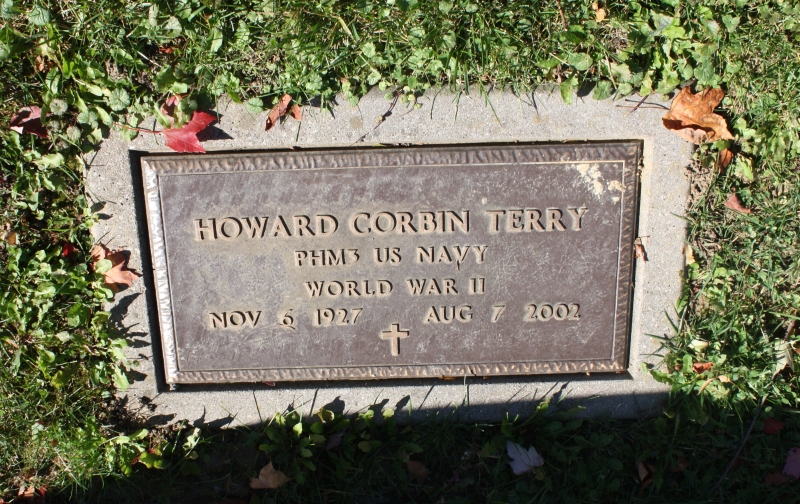 HOWARD CORBIN TERRY
PHM3 US NAVY
WORLD WAR II
NOV 6 1927 AUG 7 2002